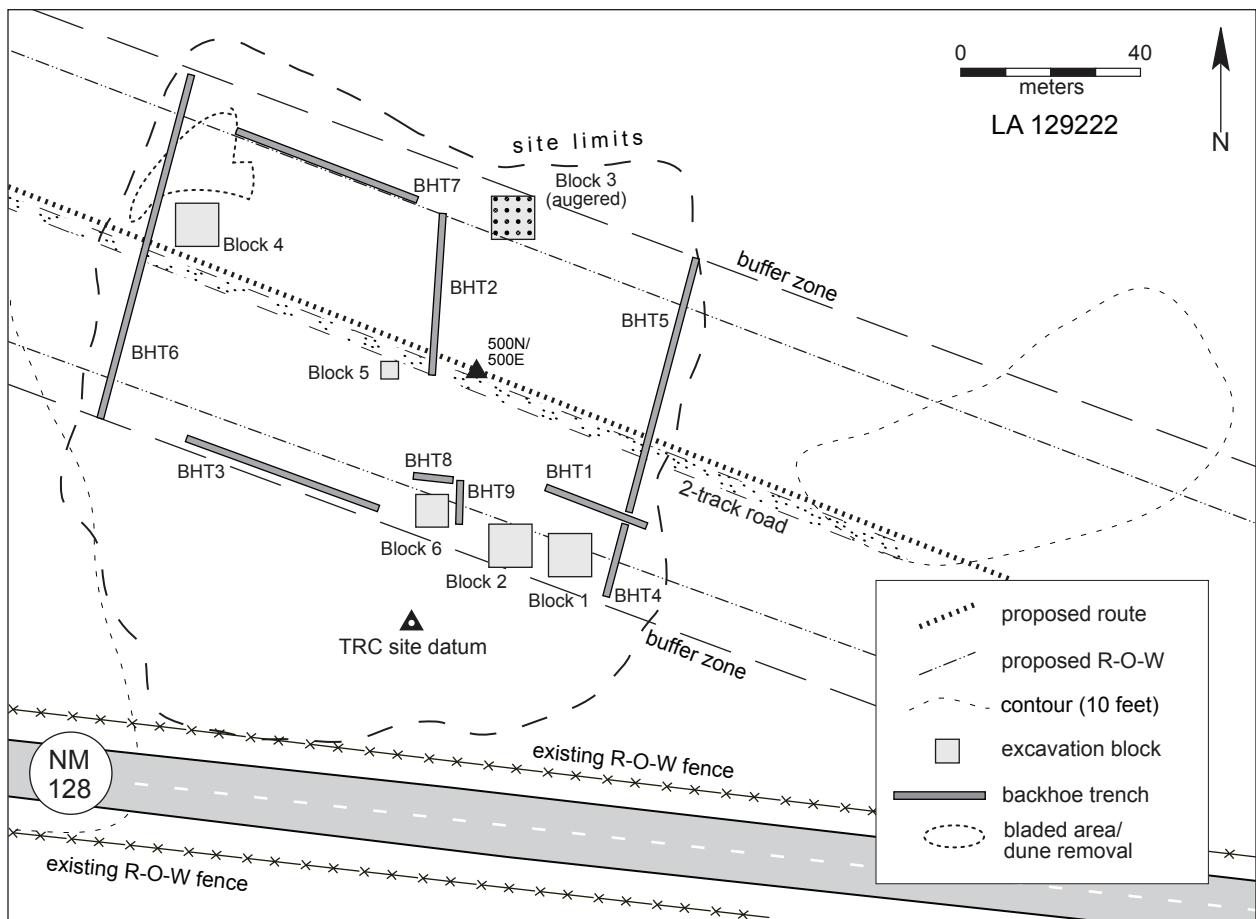 0 40
meters
LA 129222
N
site limits
Block 3
(augered)
BHT7
Block 4
buffer zone
BHT2
BHT5
BHT6
500N/
500E
Block 5
BHT3
BHT8
BHT1
BHT9
2-track road
Block 6
Block 2
Block 1
BHT4
TRC site datum
buffer zone
proposed route
proposed R-O-W
contour (10 feet)
excavation block
backhoe trench
bladed area/
dune removal
existing R-O-W fence
NM
128
existing R-O-W fence